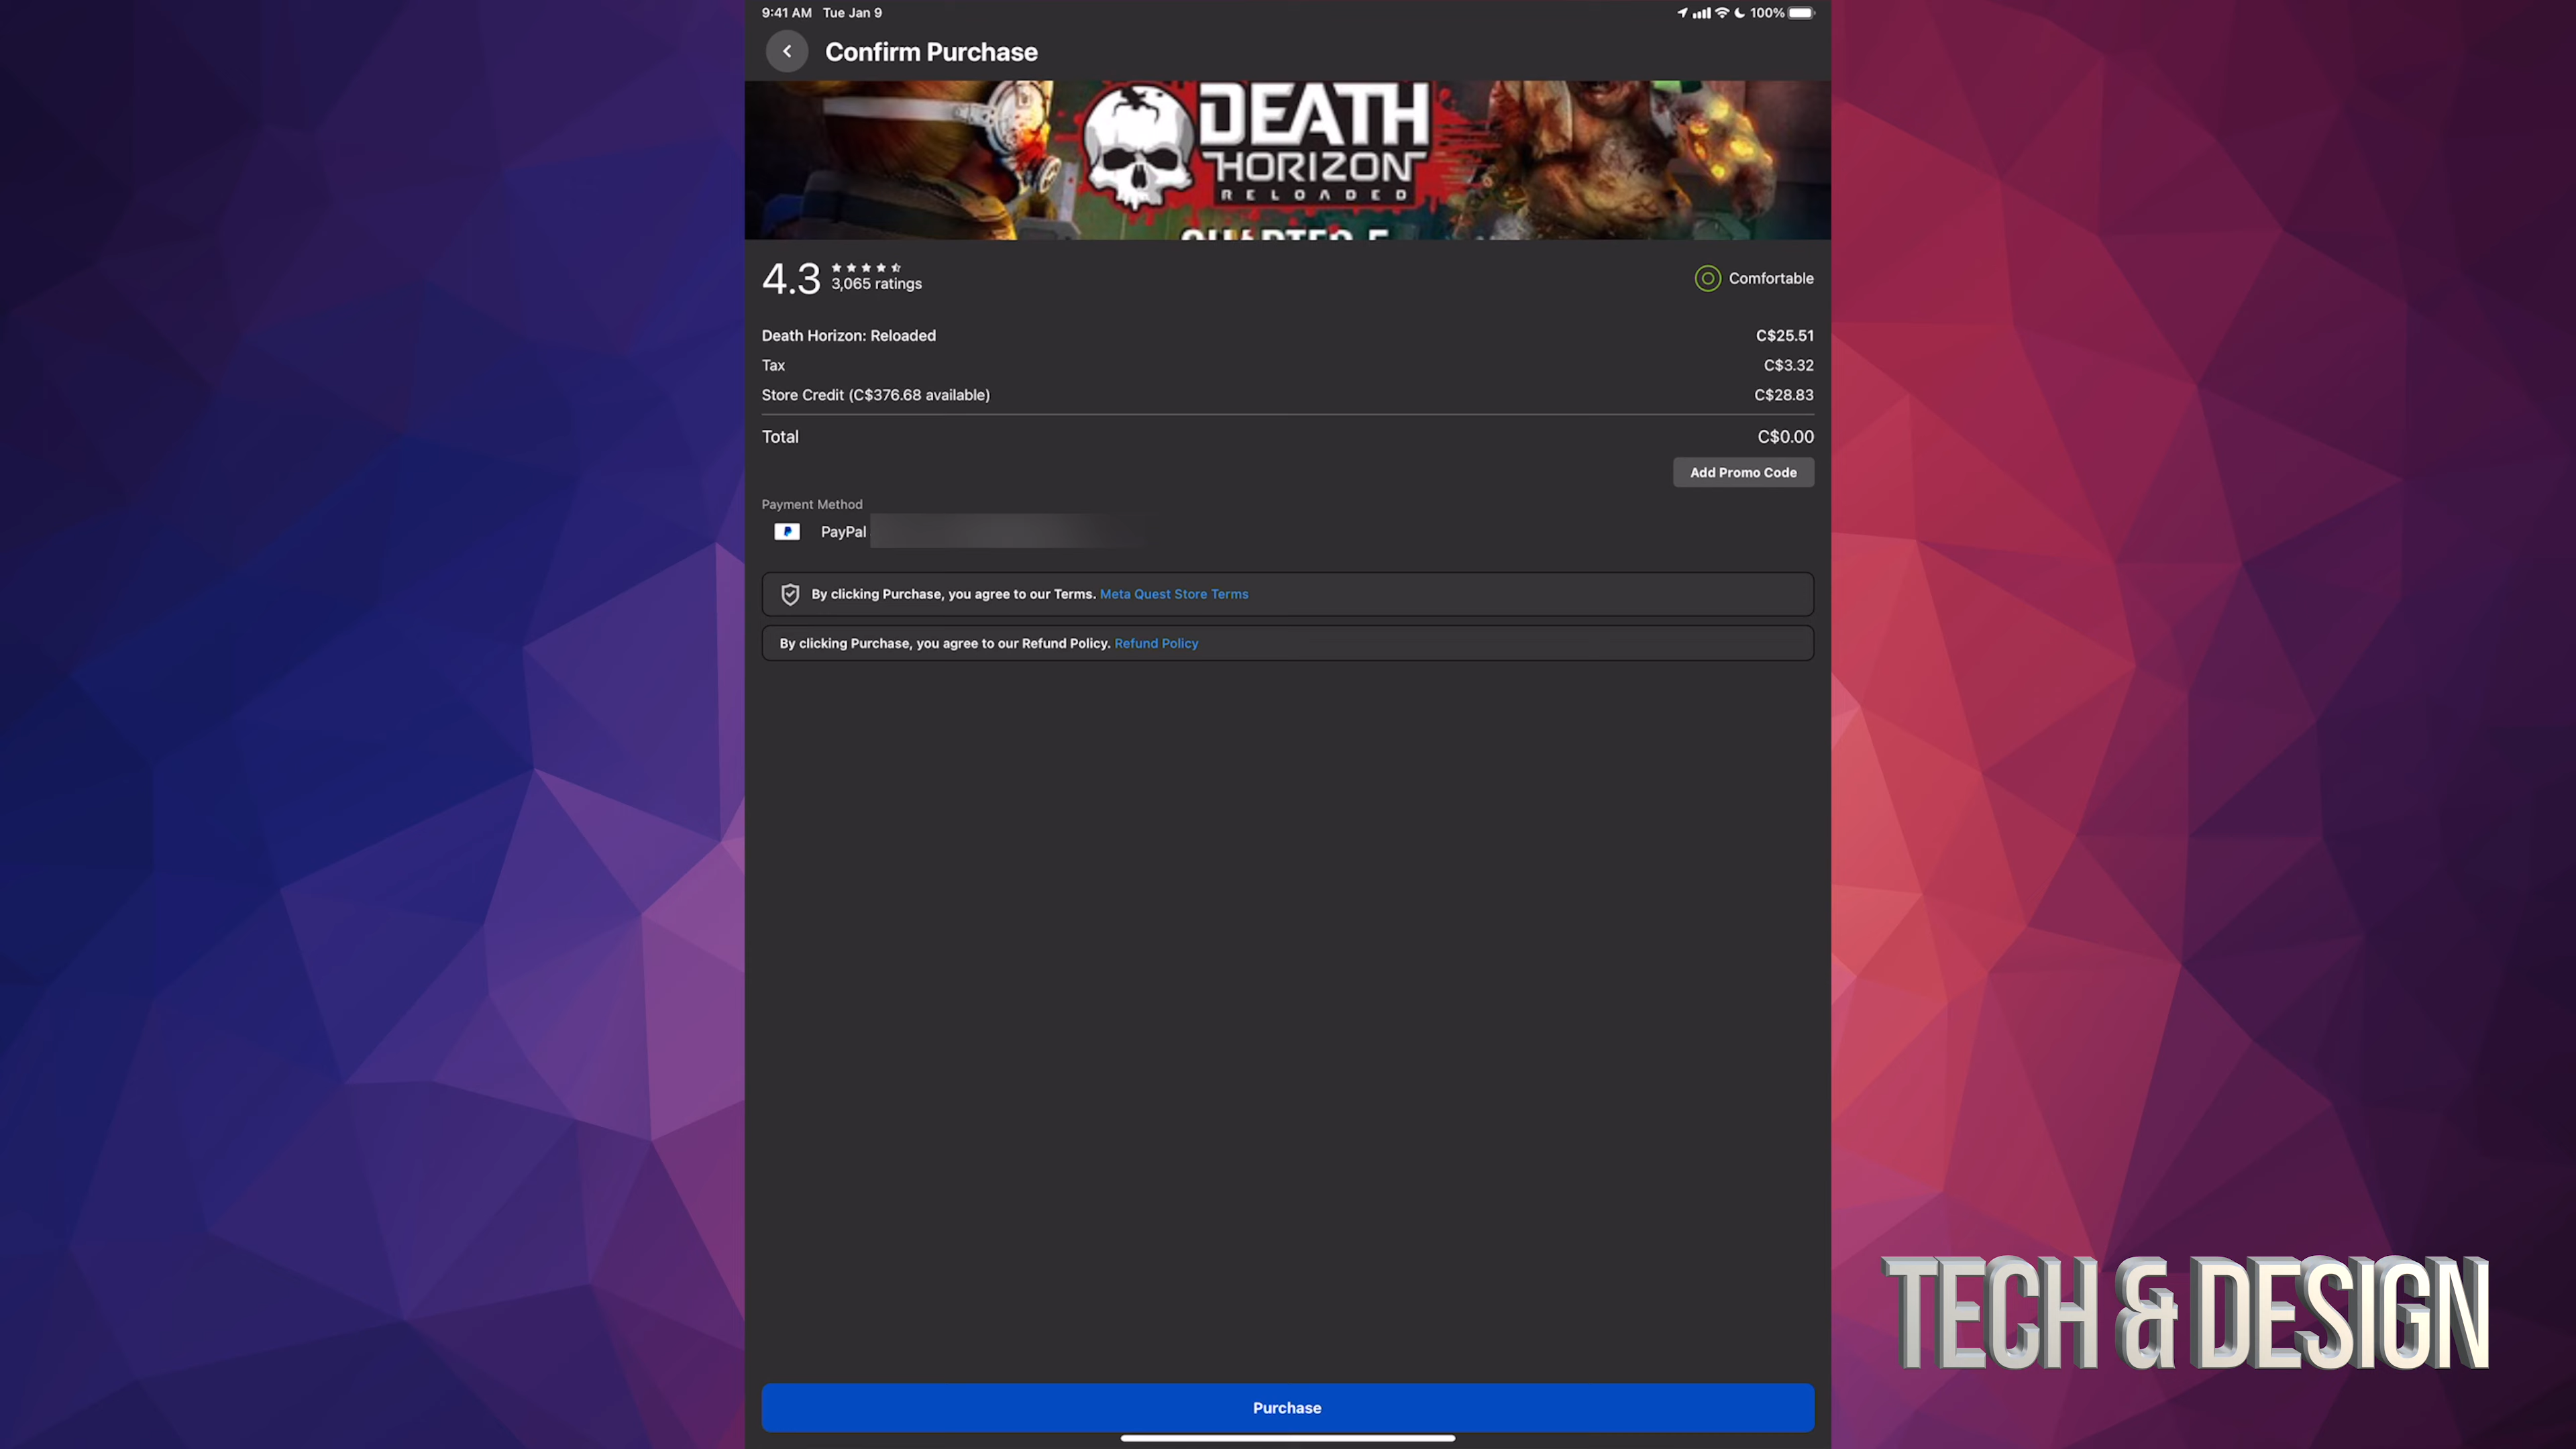 9:41 AM Tue Jan 9
100%
Confirm Purchase
DEATH
HORIZON
RELOADED
4.3
3,065 ratings
Comfortable
Death Horizon: Reloaded C$25.51
Tax C$3.32
Store Credit (C$376.68 available) C$28.83
Total C$0.00
Add Promo Code
Payment Method
PayPal
By clicking Purchase, you agree to our Terms. Meta Quest Store Terms
By clicking Purchase, you agree to our Refund Policy. Refund Policy
TECH & DESIGN
Purchase